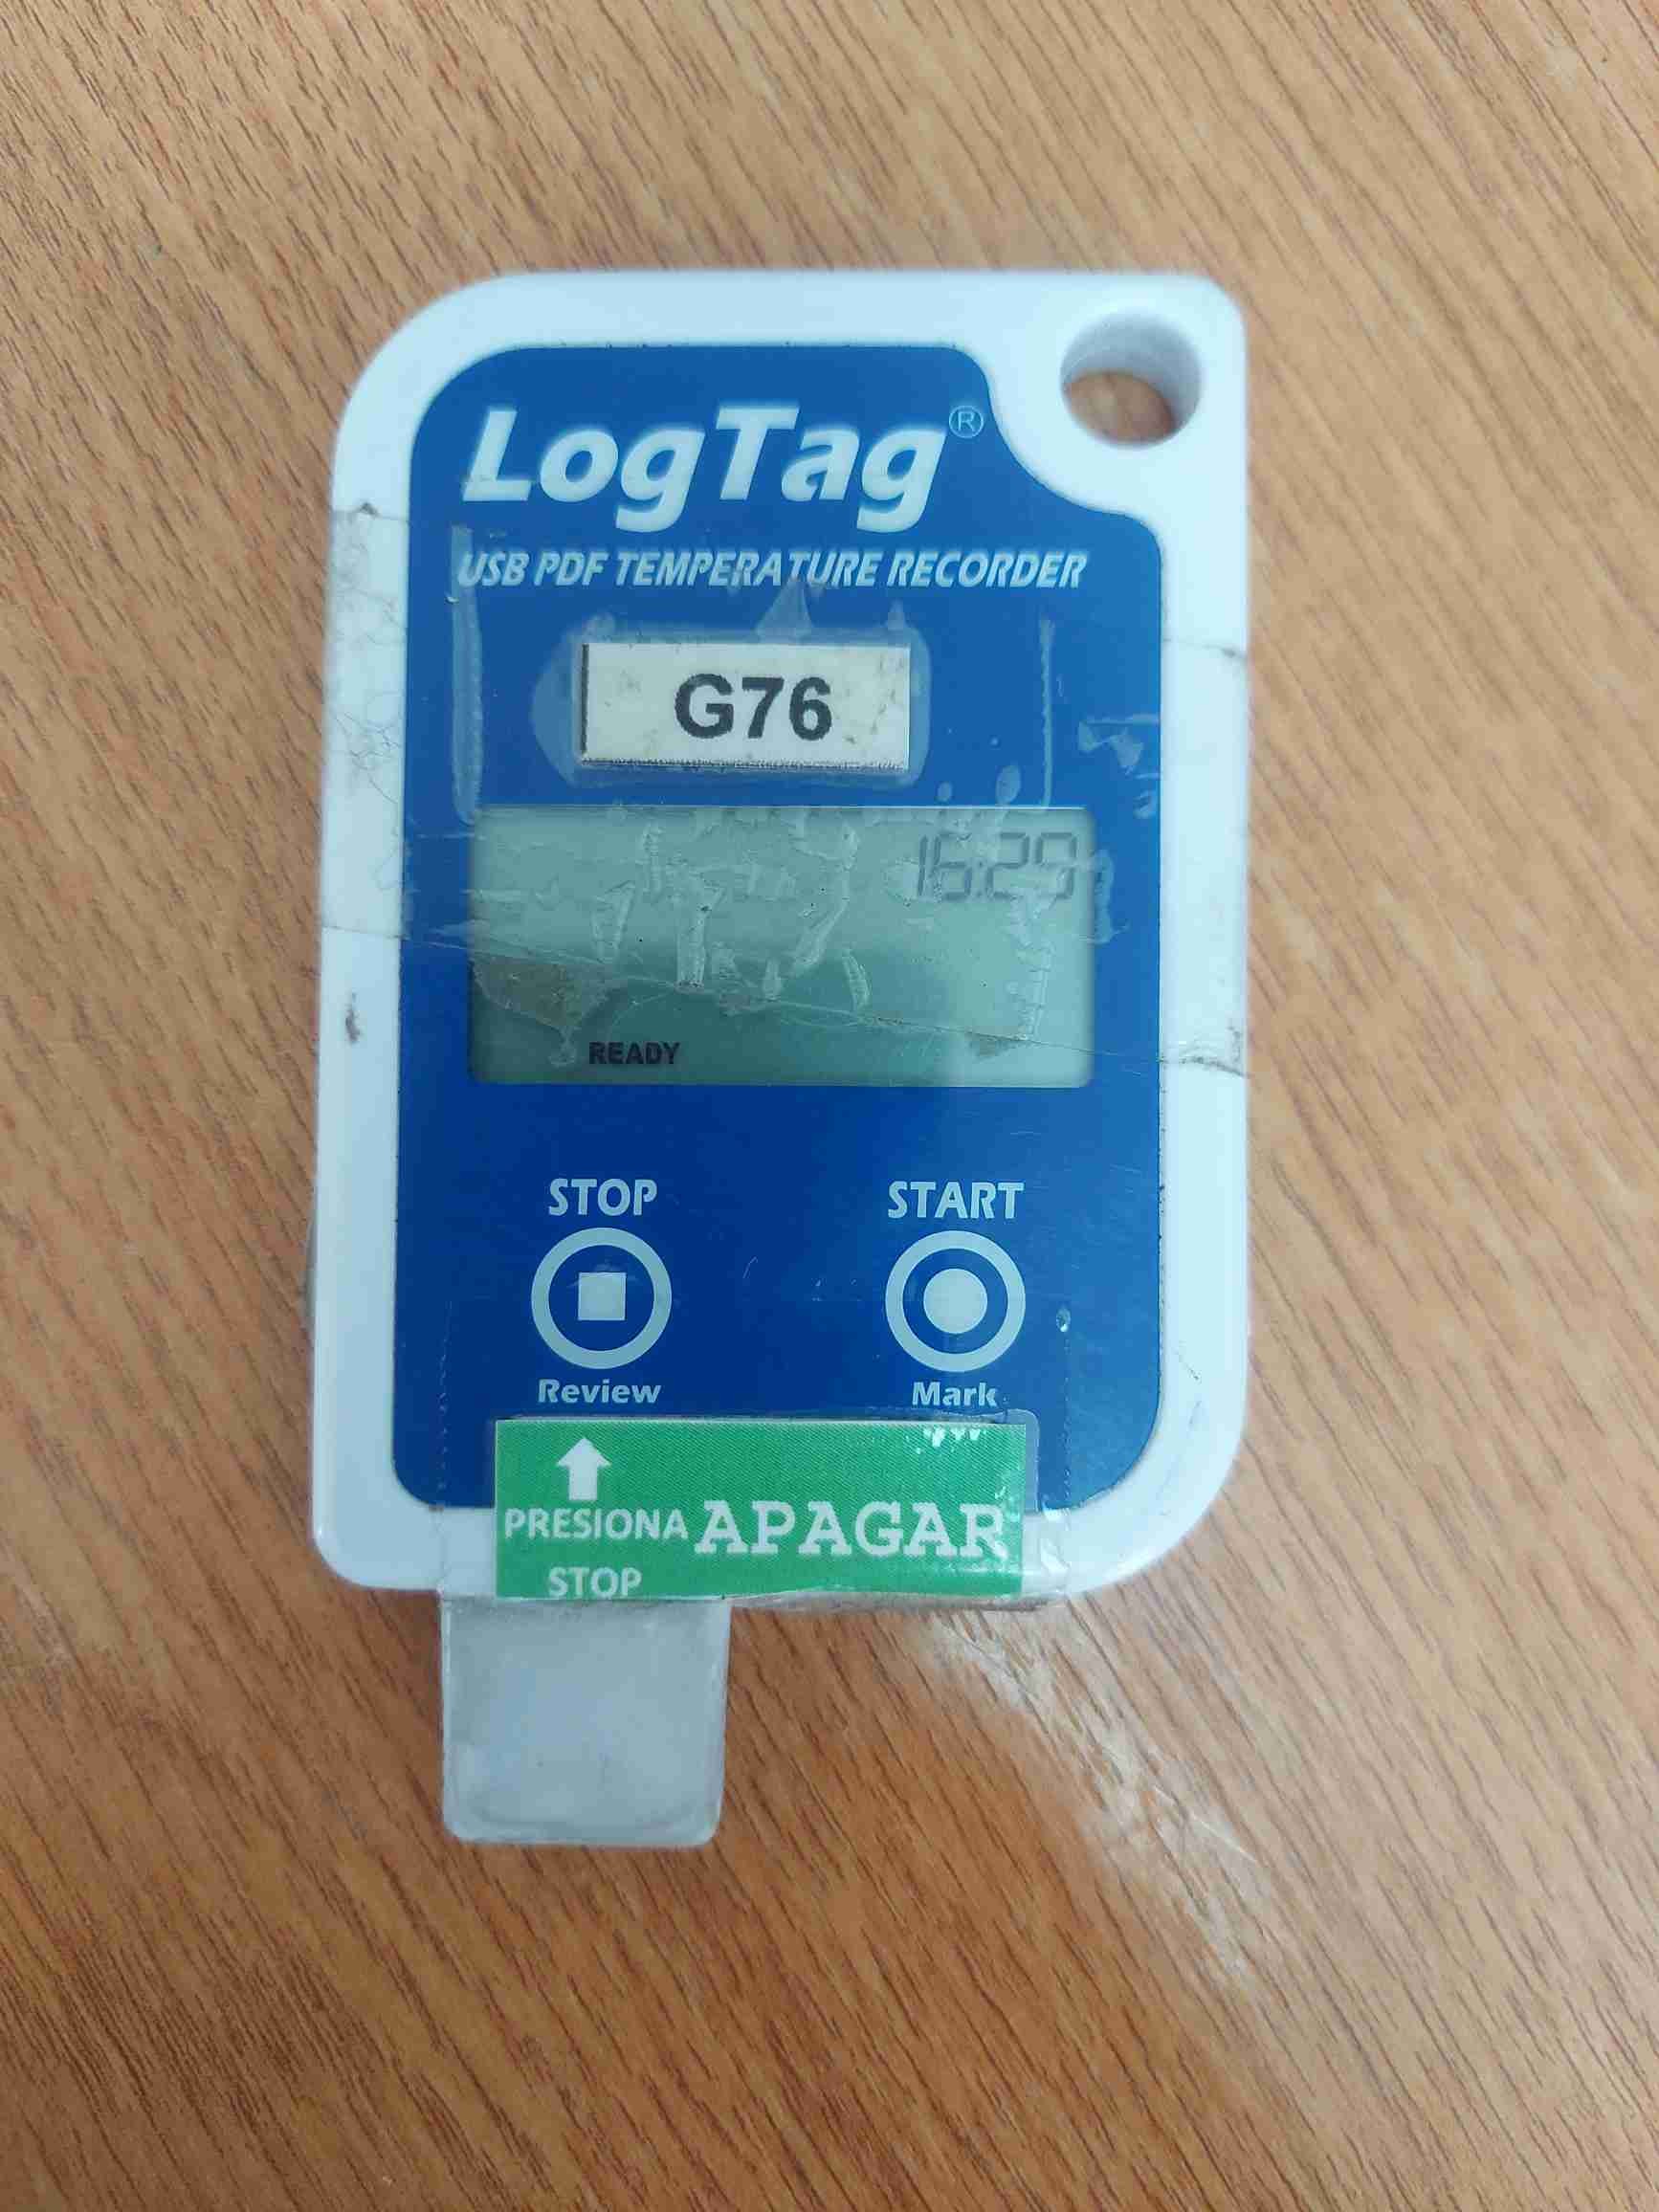 LogTag®
USB PDF TEMPERATURE RECORDER
G76
16:29
READY
STOP START
Review Mark
PRESIONA APAGAR
STOP